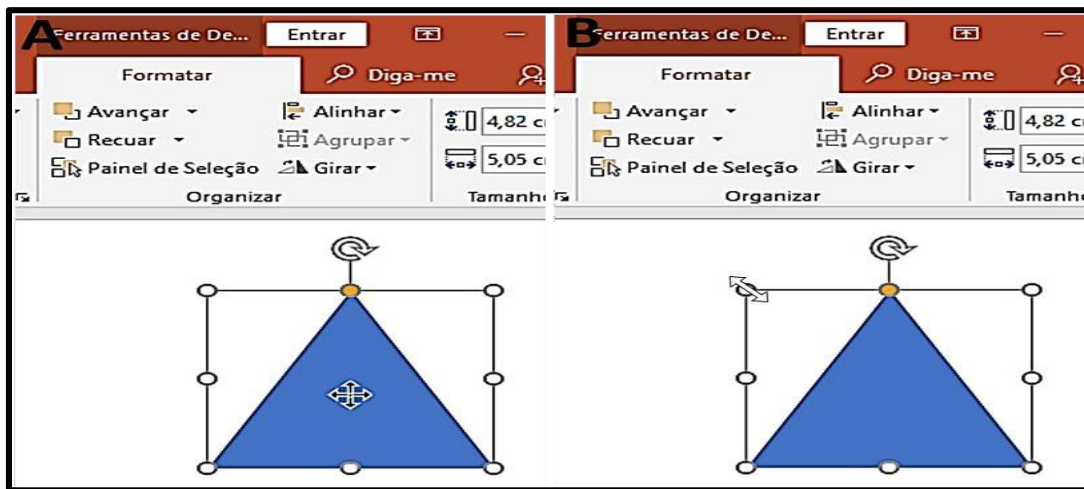 A
Ferramentas de De...
Entrar
Formatar
Diga-me
Avançar
Alinhar
4,82 c
Recuar
Agrupar
5,05 c
Painel de Seleção
Girar
Organizar
Tamanh
B
Ferramentas de De...
Entrar
Formatar
Diga-me
Avançar
Alinhar
4,82 c
Recuar
Agrupar
5,05 c
Painel de Seleção
Girar
Organizar
Tamanh